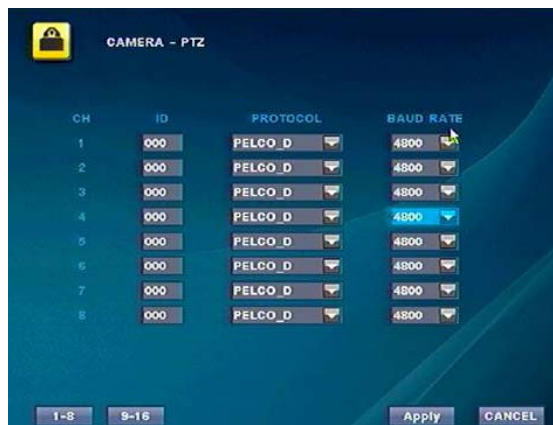 CAMERA - PTZ
CH ID PROTOCOL BAUD RATE
1 000 PELCO_D 4800
2 000 PELCO_D 4800
3 000 PELCO_D 4800
4 000 PELCO_D 4800
5 000 PELCO_D 4800
6 000 PELCO_D 4800
7 000 PELCO_D 4800
8 000 PELCO_D 4800
1-8 9-16 Apply CANCEL